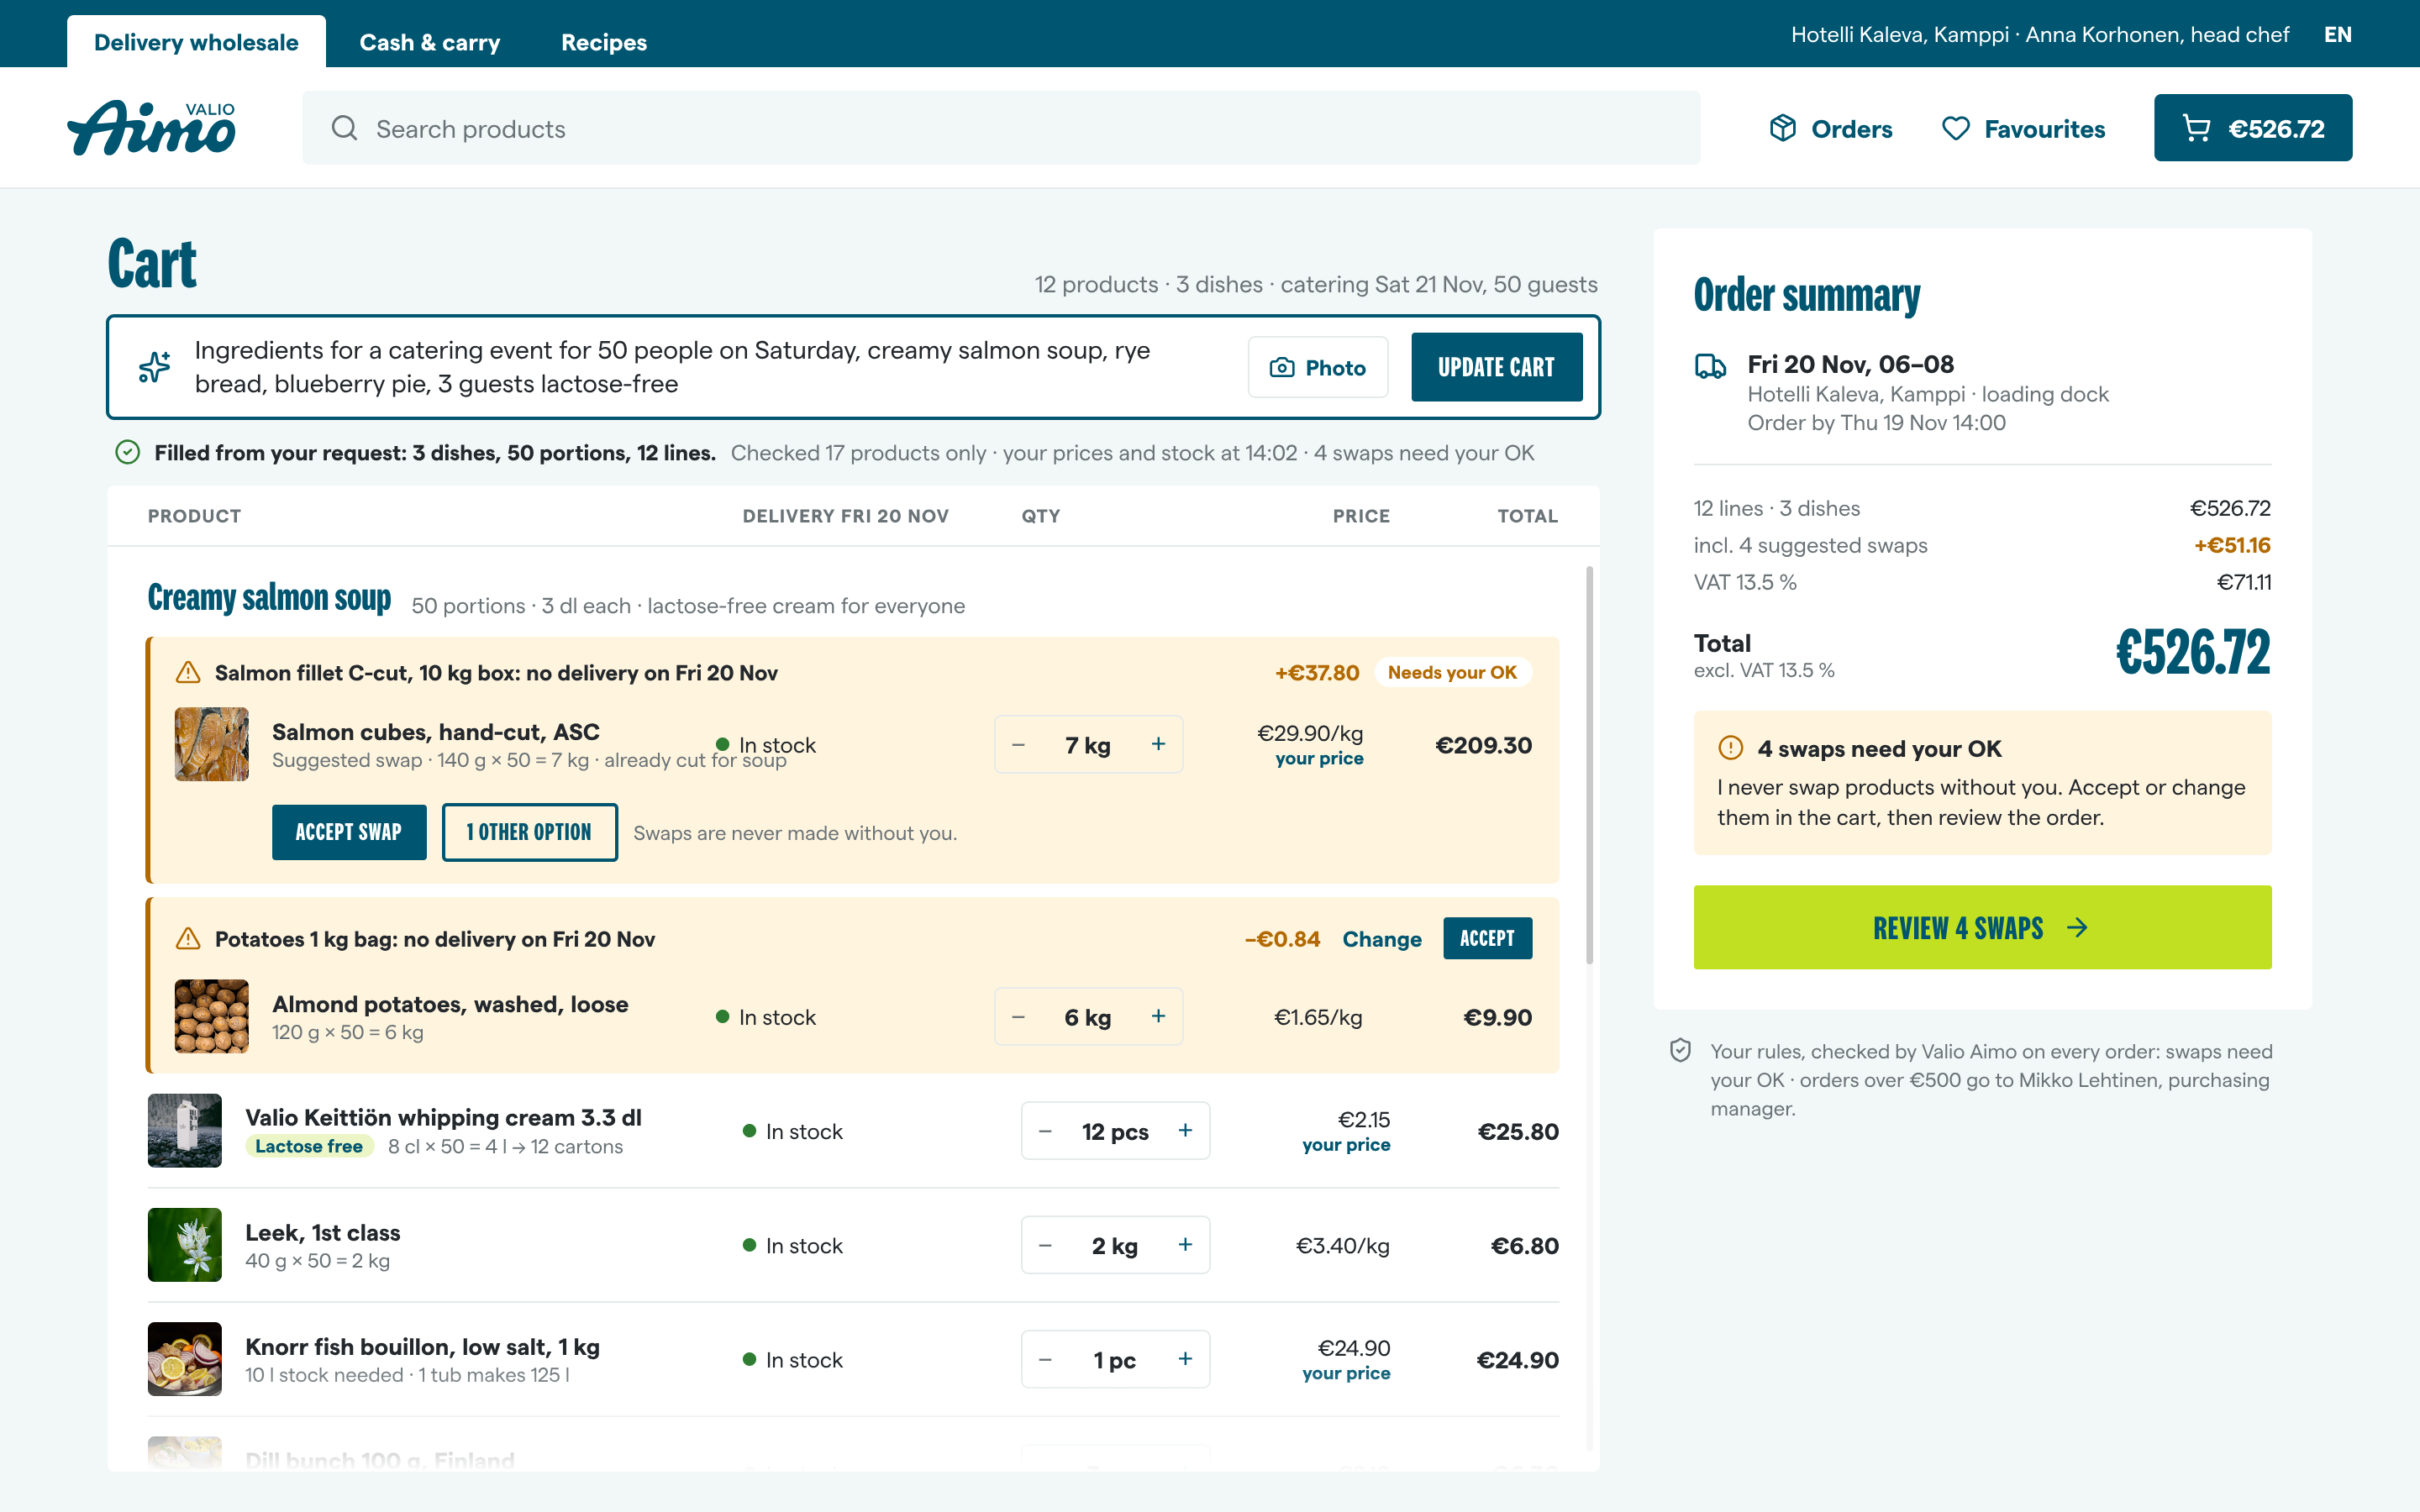 Delivery wholesale
Cash & carry
Recipes
Hotelli Kaleva, Kamppi · Anna Korhonen, head chef
EN
VALIO
Aimo
Search products
Orders
Favourites
€526.72
Cart
12 products · 3 dishes · catering Sat 21 Nov, 50 guests
Ingredients for a catering event for 50 people on Saturday, creamy salmon soup, rye
bread, blueberry pie, 3 guests lactose-free
Photo
UPDATE CART
Filled from your request: 3 dishes, 50 portions, 12 lines. Checked 17 products only · your prices and stock at 14:02 · 4 swaps need your OK
PRODUCT
DELIVERY FRI 20 NOV
QTY
PRICE
TOTAL
Creamy salmon soup
50 portions · 3 dl each · lactose-free cream for everyone
Salmon fillet C-cut, 10 kg box: no delivery on Fri 20 Nov
+€37.80
Needs your OK
Salmon cubes, hand-cut, ASC
Suggested swap · 140 g × 50 = 7 kg · already cut for soup
In stock
− 7 kg +
€29.90/kg
your price
€209.30
ACCEPT SWAP
1 OTHER OPTION
Swaps are never made without you.
Potatoes 1 kg bag: no delivery on Fri 20 Nov
−€0.84
Change
ACCEPT
Almond potatoes, washed, loose
120 g × 50 = 6 kg
In stock
− 6 kg +
€1.65/kg
€9.90
Valio Keittiön whipping cream 3.3 dl
Lactose free
8 cl × 50 = 4 l → 12 cartons
In stock
− 12 pcs +
€2.15
your price
€25.80
Leek, 1st class
40 g × 50 = 2 kg
In stock
− 2 kg +
€3.40/kg
€6.80
Knorr fish bouillon, low salt, 1 kg
10 l stock needed · 1 tub makes 125 l
In stock
− 1 pc +
€24.90
your price
€24.90
Dill bunch 100 g, Finland
Order summary
Fri 20 Nov, 06–08
Hotelli Kaleva, Kamppi · loading dock
Order by Thu 19 Nov 14:00
12 lines · 3 dishes
€526.72
incl. 4 suggested swaps
+€51.16
VAT 13.5 %
€71.11
Total
excl. VAT 13.5 %
€526.72
4 swaps need your OK
I never swap products without you. Accept or change
them in the cart, then review the order.
REVIEW 4 SWAPS →
Your rules, checked by Valio Aimo on every order: swaps need
your OK · orders over €500 go to Mikko Lehtinen, purchasing
manager.